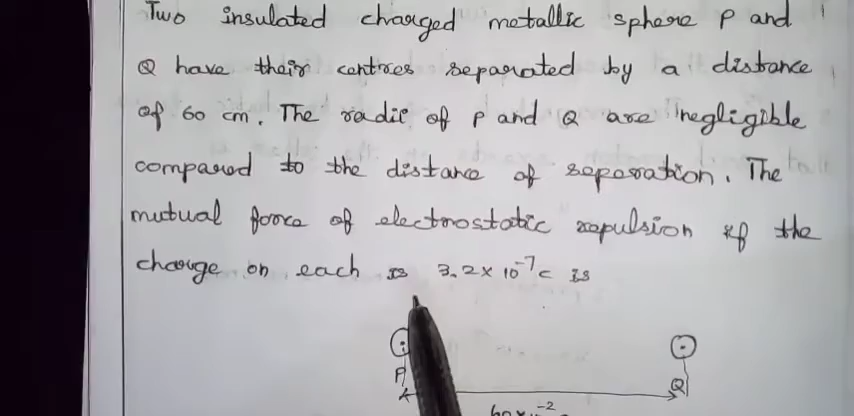 Two insulated charged metallic sphere P and
Q have their centres separated by a distance
of 60 cm. The radii of P and Q are negligible
compared to the distance of separation. The
mutual force of electrostatic repulsion if the
charge on each is 3.2 × 10⁻⁷ c is
P
Q
60 × ⁻²